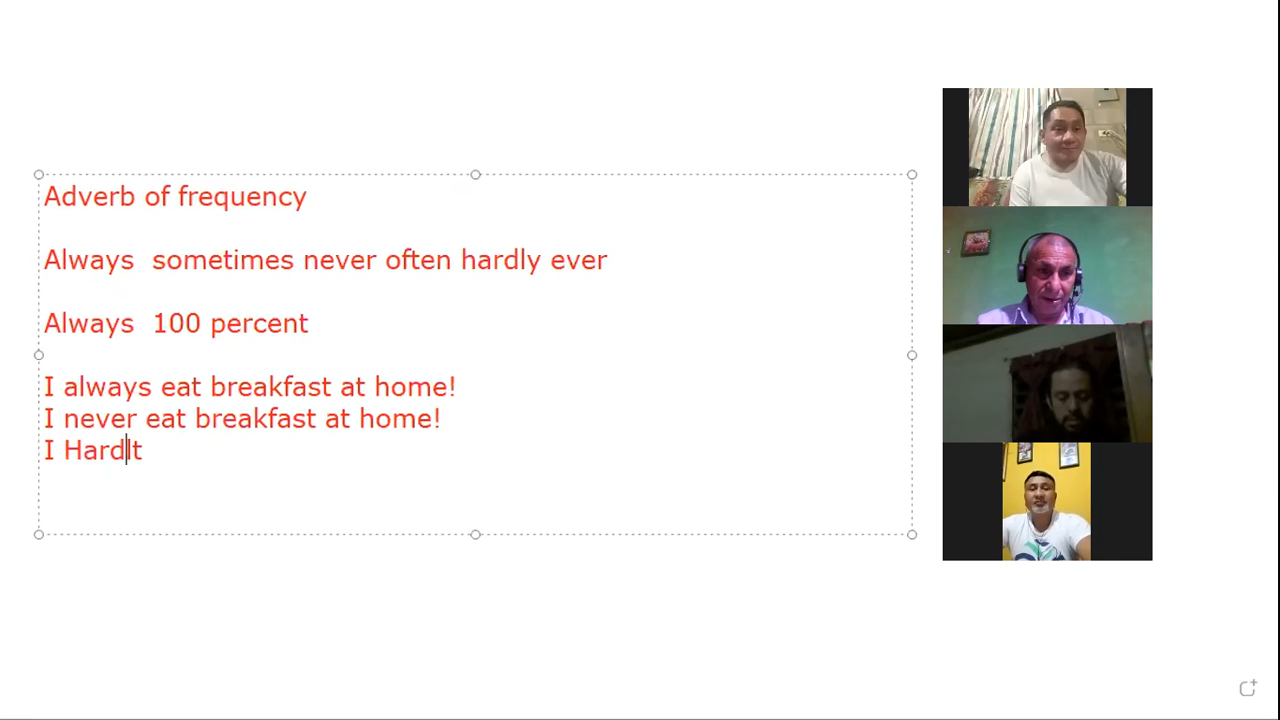 Adverb of frequency
Always sometimes never often hardly ever
Always 100 percent
I always eat breakfast at home!
I never eat breakfast at home!
I Hardlt